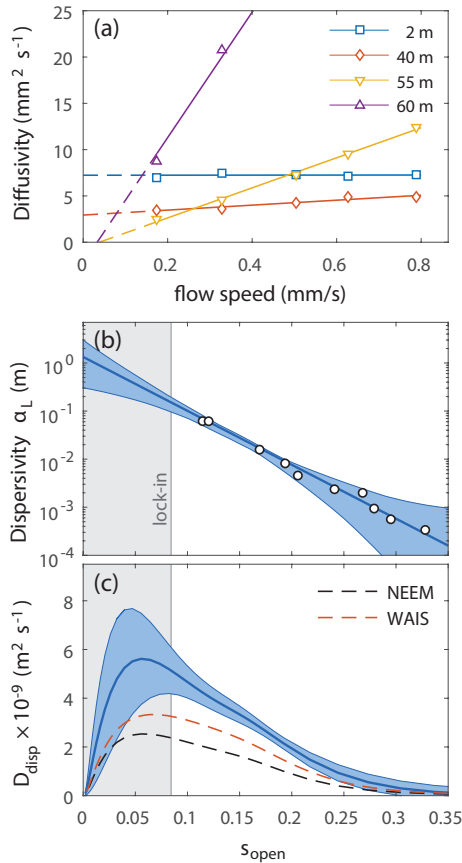 (a)
2 m
40 m
55 m
60 m
25
20
15
10
5
0
Diffusivity (mm² s⁻¹)
0 0.2 0.4 0.6 0.8 1
flow speed (mm/s)
(b)
10⁰
10⁻¹
10⁻²
10⁻³
10⁻⁴
Dispersivity α_L (m)
lock-in
(c)
NEEM
WAIS
8
6
4
2
0
D_disp ×10⁻⁹ (m² s⁻¹)
0 0.05 0.1 0.15 0.2 0.25 0.3 0.35
s_open